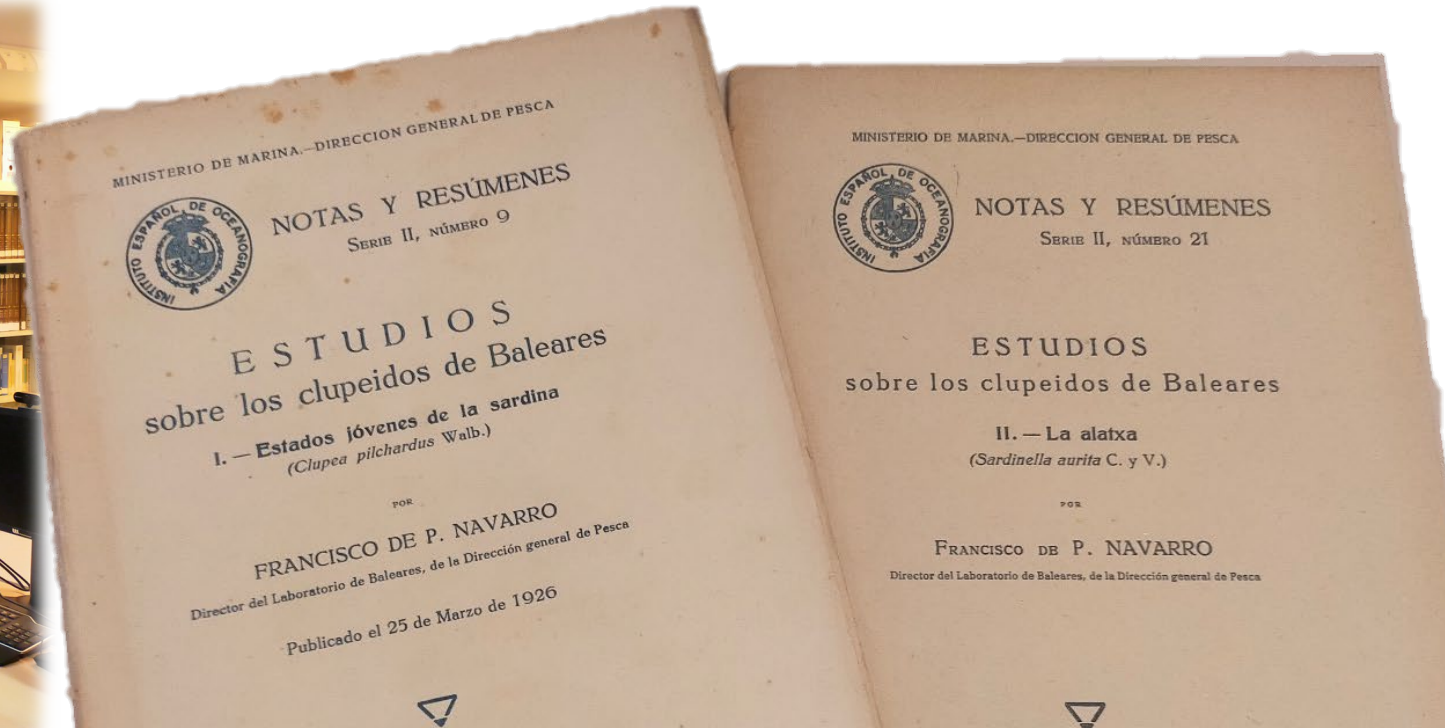 MINISTERIO DE MARINA.—DIRECCION GENERAL DE PESCA
INSTITUTO ESPAÑOL DE OCEANOGRAFIA
NOTAS Y RESÚMENES
SERIE II, NÚMERO 9
ESTUDIOS
sobre los clupeidos de Baleares
I. — Estados jóvenes de la sardina
(Clupea pilchardus Walb.)
POR
FRANCISCO DE P. NAVARRO
Director del Laboratorio de Baleares, de la Dirección general de Pesca
Publicado el 25 de Marzo de 1926
MINISTERIO DE MARINA.—DIRECCION GENERAL DE PESCA
INSTITUTO ESPAÑOL DE OCEANOGRAFIA
NOTAS Y RESÚMENES
SERIE II, NÚMERO 21
ESTUDIOS
sobre los clupeidos de Baleares
II. — La alatxa
(Sardinella aurita C. y V.)
POR
FRANCISCO DE P. NAVARRO
Director del Laboratorio de Baleares, de la Dirección general de Pesca